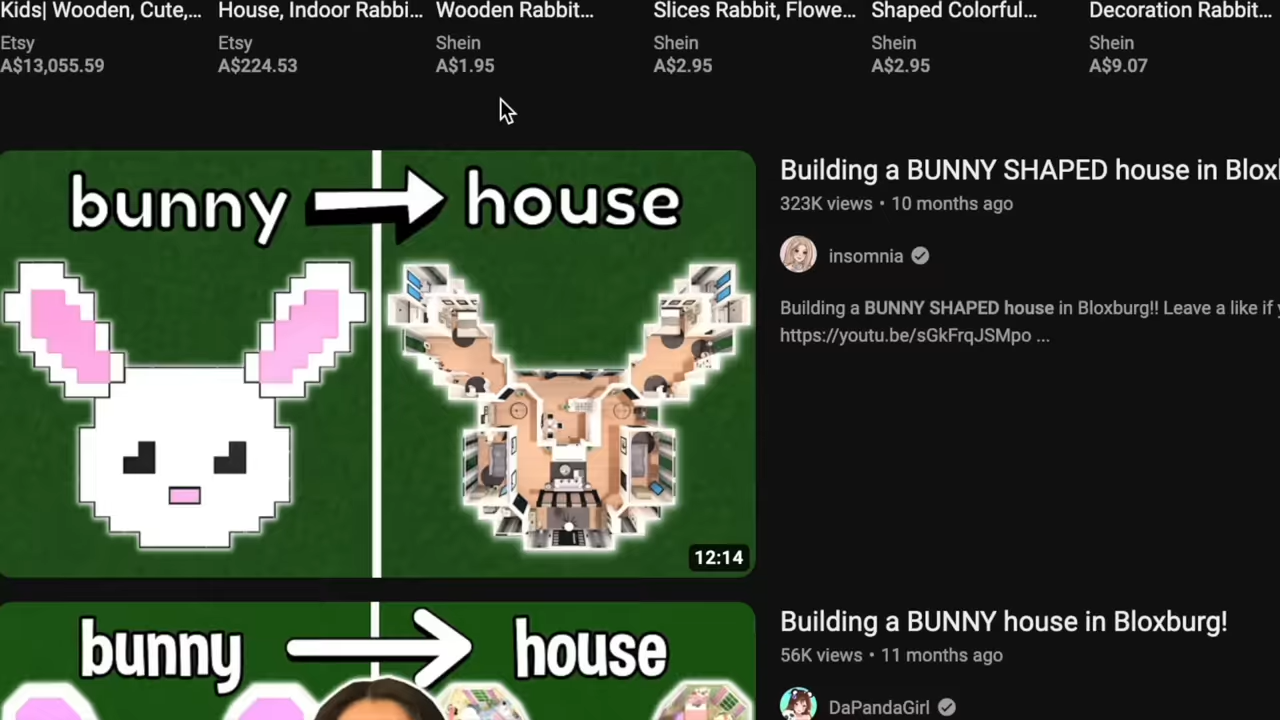 Kids| Wooden, Cute,...
House, Indoor Rabbi...
Wooden Rabbit...
Slices Rabbit, Flowe...
Shaped Colorful...
Decoration Rabbit...
Etsy
Etsy
Shein
Shein
Shein
Shein
A$13,055.59
A$224.53
A$1.95
A$2.95
A$2.95
A$9.07
bunny
house
12:14
Building a BUNNY SHAPED house in Blox
323K views • 10 months ago
insomnia
Building a BUNNY SHAPED house in Bloxburg!! Leave a like if
https://youtu.be/sGkFrqJSMpo ...
bunny
house
Building a BUNNY house in Bloxburg!
56K views • 11 months ago
DaPandaGirl